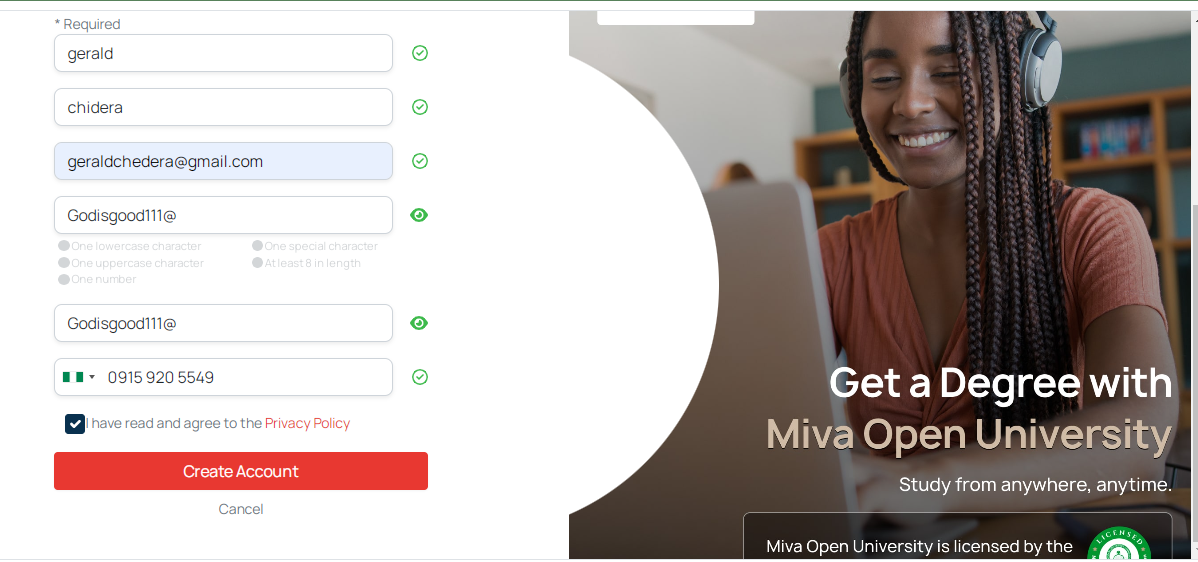 * Required
gerald
chidera
geraldchedera@gmail.com
Godisgood111@
One lowercase character
One special character
One uppercase character
At least 8 in length
One number
Godisgood111@
0915 920 5549
I have read and agree to the Privacy Policy
Create Account
Cancel
Get a Degree with
Miva Open University
Study from anywhere, anytime.
Miva Open University is licensed by the
LICENSED